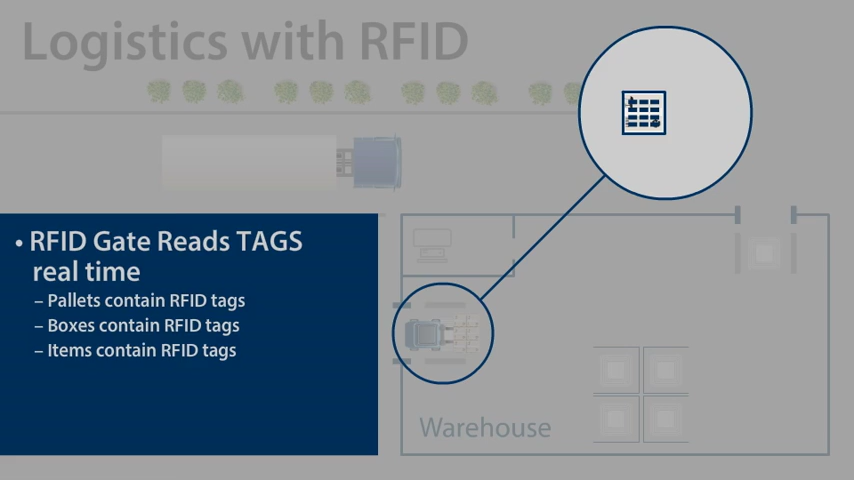 Logistics with RFID
• RFID Gate Reads TAGS
real time
– Pallets contain RFID tags
– Boxes contain RFID tags
– Items contain RFID tags
Warehouse